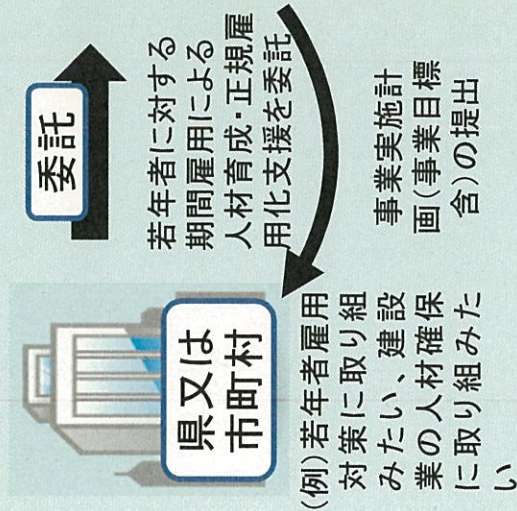 県又は
市町村
(例)若年者雇用
対策に取り組
みたい、建設
業の人材確保
に取り組みた
い
委託
若年者に対する
期間雇用による
人材育成・正規雇
用化支援を委託
事業実施計
画(事業目標
含)の提出